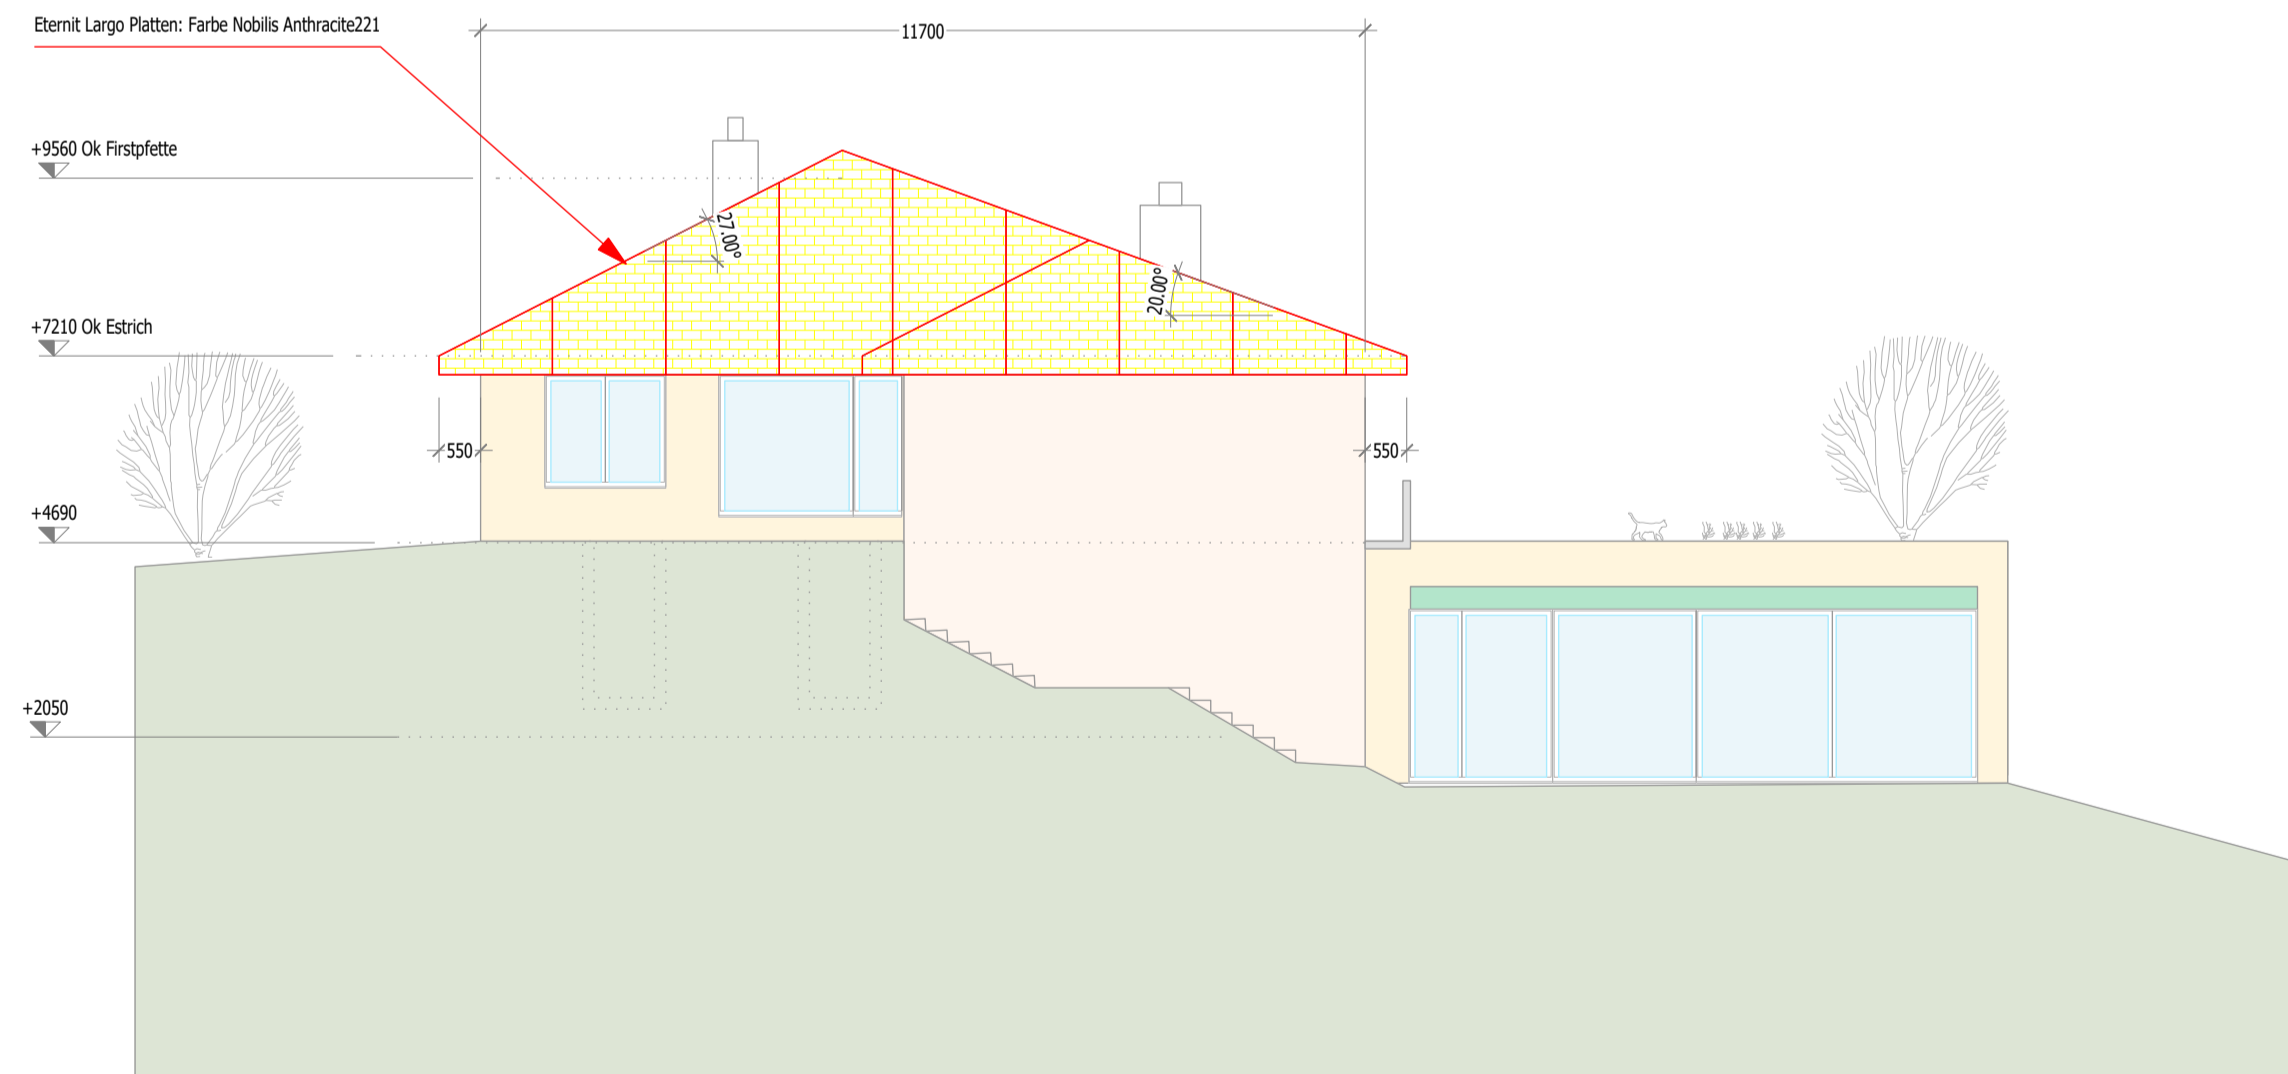 Eternit Largo Platten: Farbe Nobilis Anthracite221
11700
+9560 Ok Firstpfette
27.00°
20.00°
+7210 Ok Estrich
550
550
+4690
+2050